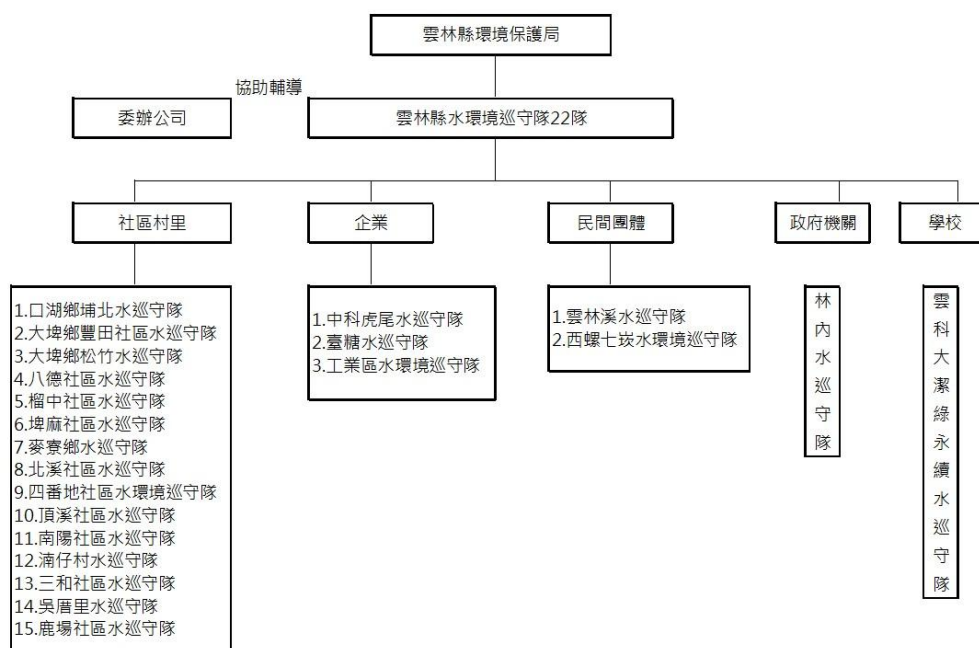 雲林縣環境保護局
協助輔導
委辦公司
雲林縣水環境巡守隊22隊
社區村里
企業
民間團體
政府機關
學校
1.口湖鄉埔北水巡守隊
2.大埤鄉豐田社區水巡守隊
3.大埤鄉松竹水巡守隊
4.八德社區水巡守隊
5.榴中社區水巡守隊
6.埤麻社區水巡守隊
7.麥寮鄉水巡守隊
8.北溪社區水巡守隊
9.四番地社區水環境巡守隊
10.頂溪社區水巡守隊
11.南陽社區水巡守隊
12.湳仔村水巡守隊
13.三和社區水巡守隊
14.吳厝里水巡守隊
15.鹿場社區水巡守隊
1.中科虎尾水巡守隊
2.臺糖水巡守隊
3.工業區水環境巡守隊
1.雲林溪水巡守隊
2.西螺七崁水環境巡守隊
林內水巡守隊
雲科大潔綠永續水巡守隊